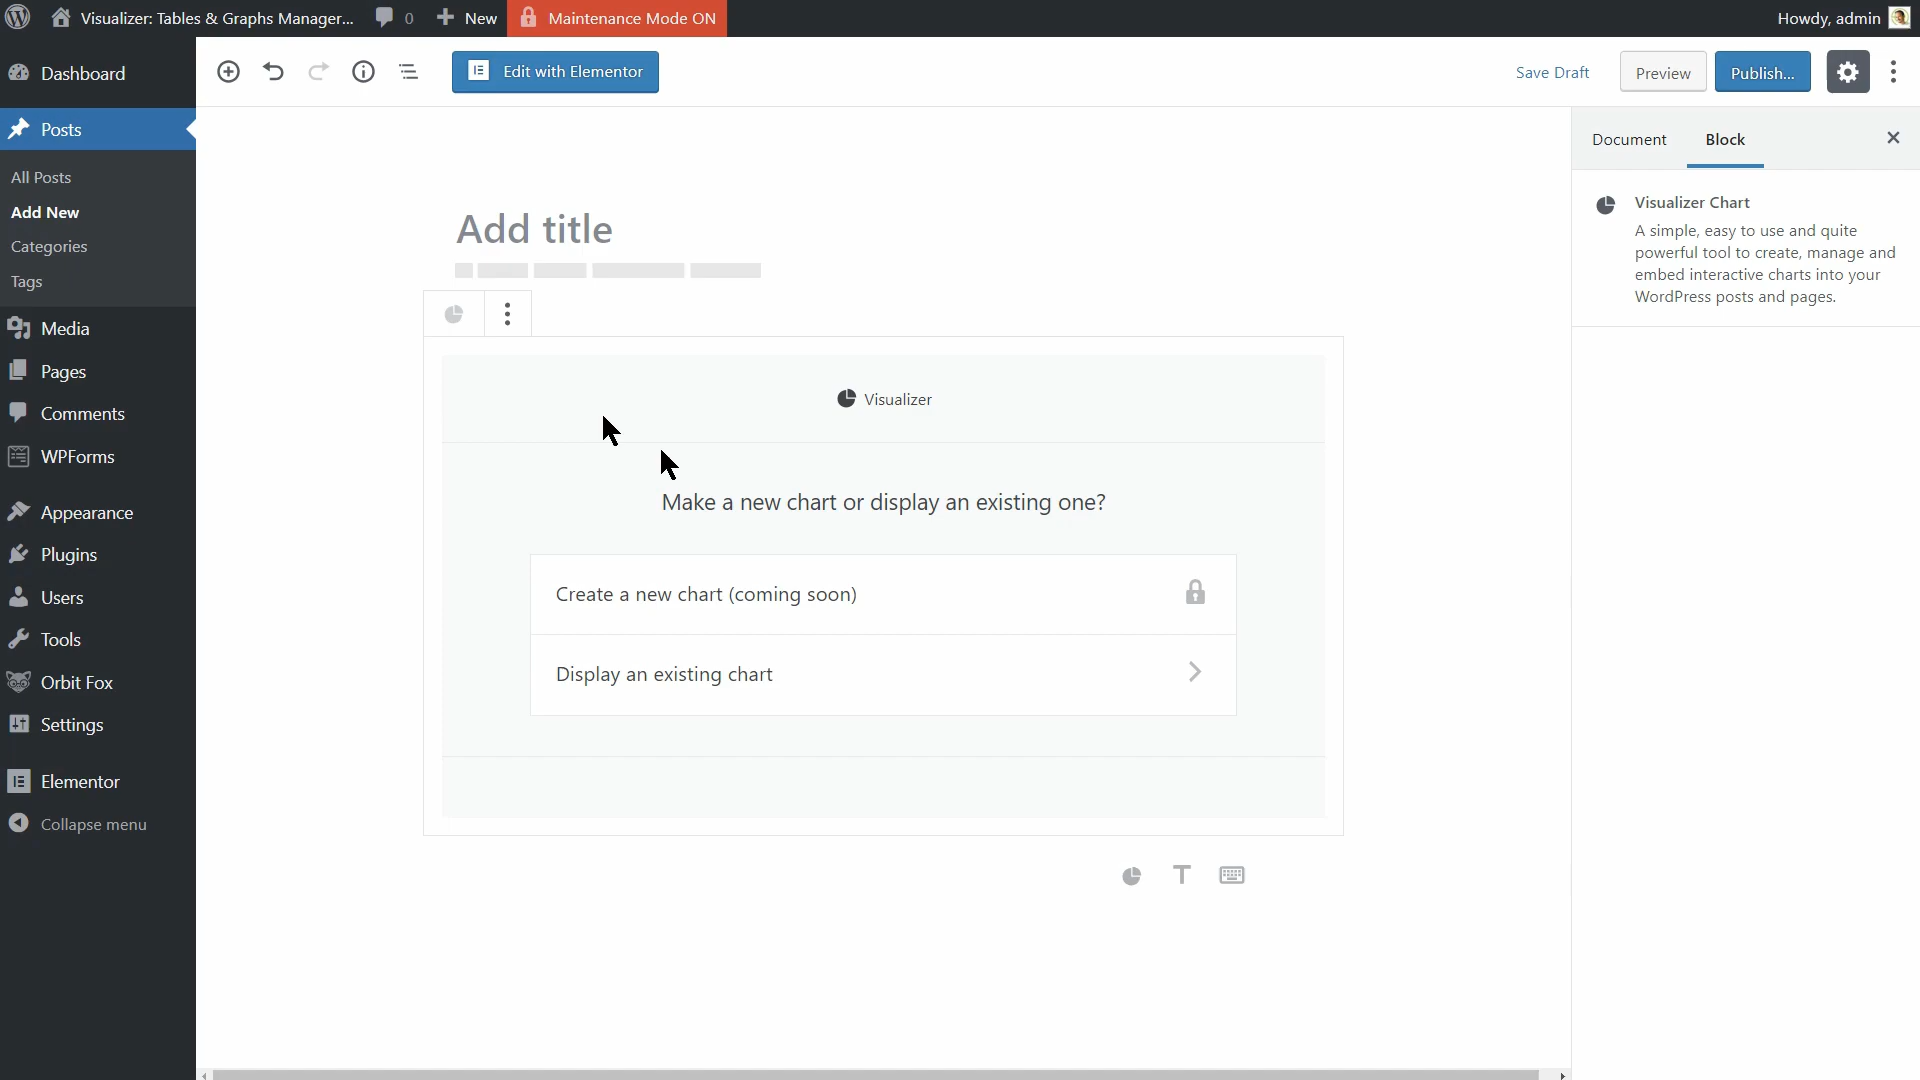 Visualizer: Tables & Graphs Manager...
0
New
Maintenance Mode ON
Howdy, admin
Dashboard
Posts
All Posts
Add New
Categories
Tags
Media
Pages
Comments
WPForms
Appearance
Plugins
Users
Tools
Orbit Fox
Settings
Elementor
Collapse menu
Edit with Elementor
Save Draft
Preview
Publish...
Add title
Visualizer
Make a new chart or display an existing one?
Create a new chart (coming soon)
Display an existing chart
Document
Block
Visualizer Chart
A simple, easy to use and quite
powerful tool to create, manage and
embed interactive charts into your
WordPress posts and pages.